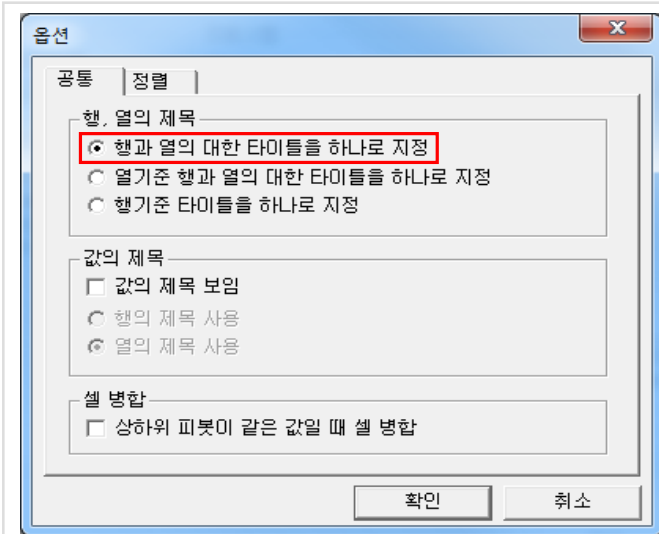 옵션
공통
정렬
행, 열의 제목
행과 열의 대한 타이틀을 하나로 지정
열기준 행과 열의 대한 타이틀을 하나로 지정
행기준 타이틀을 하나로 지정
값의 제목
값의 제목 보임
행의 제목 사용
열의 제목 사용
셀 병합
상하위 피봇이 같은 값일 때 셀 병합
확인
취소